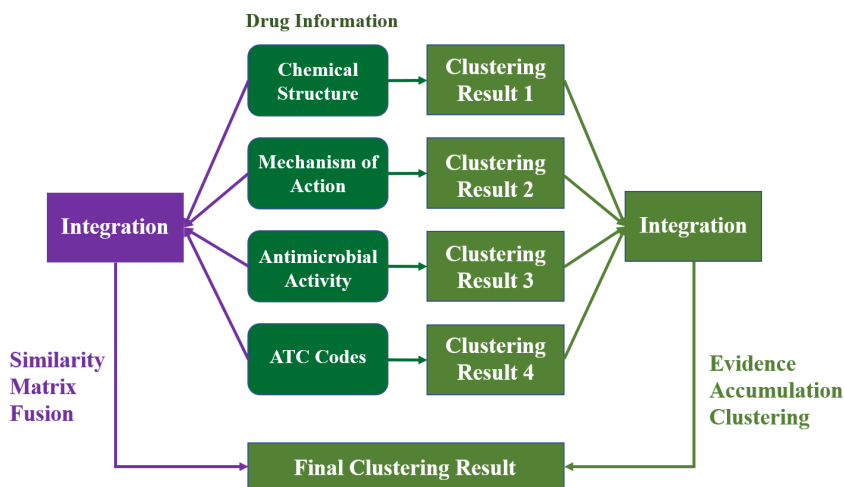 Drug Information
Chemical
Structure
Clustering
Result 1
Mechanism of
Action
Clustering
Result 2
Integration
Integration
Antimicrobial
Activity
Clustering
Result 3
ATC Codes
Clustering
Result 4
Similarity
Matrix
Fusion
Evidence
Accumulation
Clustering
Final Clustering Result